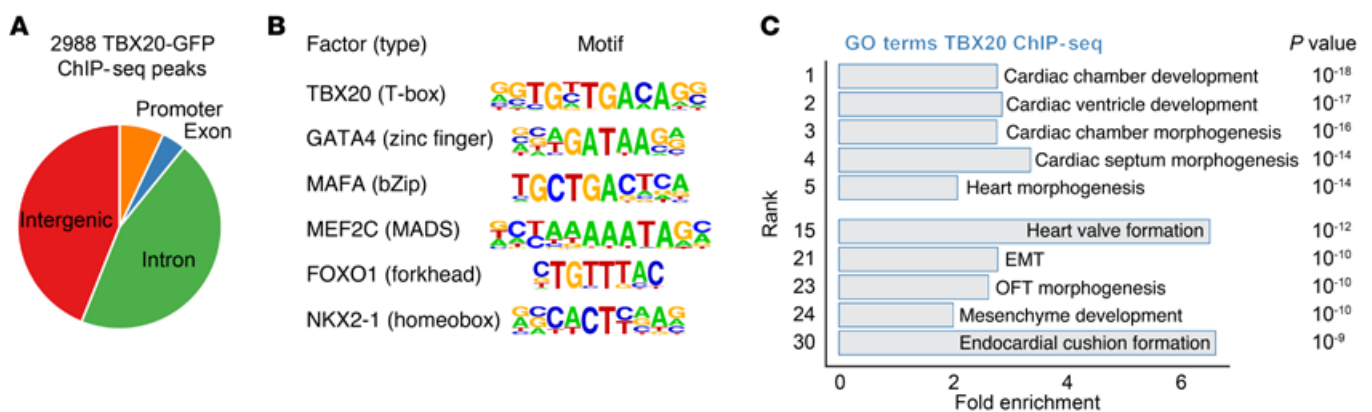 A
2988 TBX20-GFP
ChIP-seq peaks
Promoter
Exon
Intergenic
Intron
B
Factor (type) Motif
TBX20 (T-box)
GATA4 (zinc finger)
MAFA (bZip)
MEF2C (MADS)
FOXO1 (forkhead)
NKX2-1 (homeobox)
C
GO terms TBX20 ChIP-seq P value
Rank
1 Cardiac chamber development 10-18
2 Cardiac ventricle development 10-17
3 Cardiac chamber morphogenesis 10-16
4 Cardiac septum morphogenesis 10-14
5 Heart morphogenesis 10-14
15 Heart valve formation 10-12
21 EMT 10-10
23 OFT morphogenesis 10-10
24 Mesenchyme development 10-10
30 Endocardial cushion formation 10-9
0 2 4 6
Fold enrichment